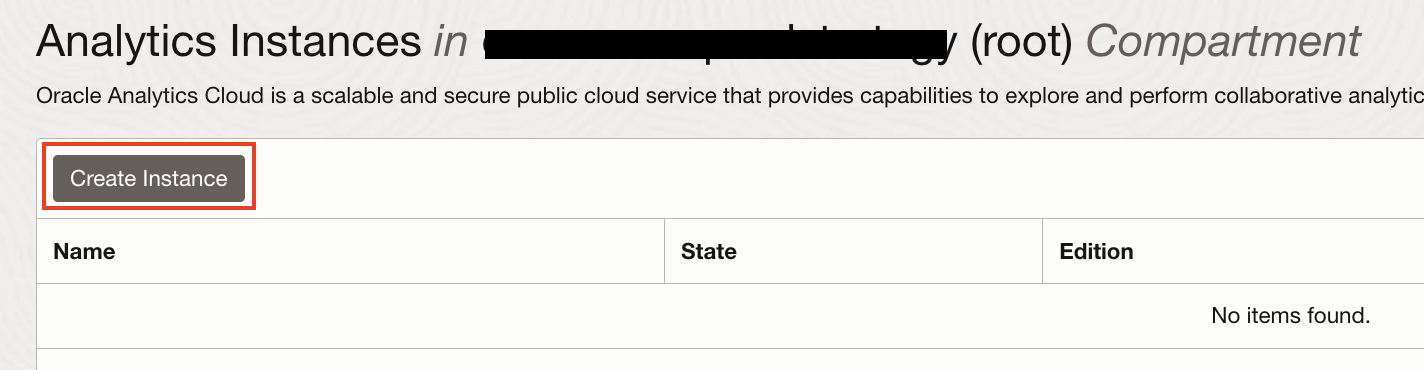 Analytics Instances in (root) Compartment
Oracle Analytics Cloud is a scalable and secure public cloud service that provides capabilities to explore and perform collaborative analytic
Create Instance
Name State Edition
No items found.